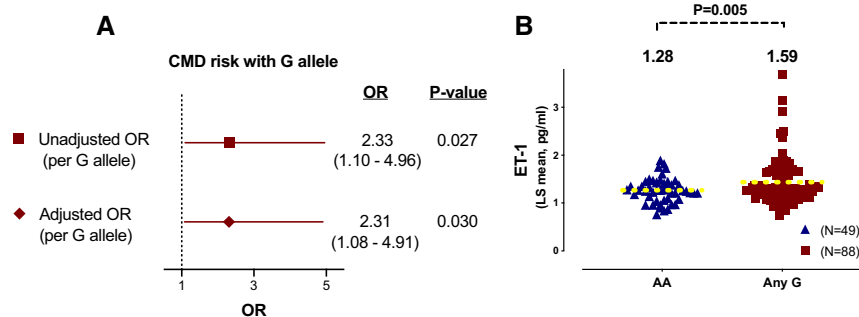 A
CMD risk with G allele
OR
P-value
Unadjusted OR
(per G allele)
2.33
(1.10 - 4.96)
0.027
Adjusted OR
(per G allele)
2.31
(1.08 - 4.91)
0.030
1
3
5
OR
B
P=0.005
1.28
1.59
ET-1
(LS mean, pg/ml)
3
2
1
0
(N=49)
(N=88)
AA
Any G